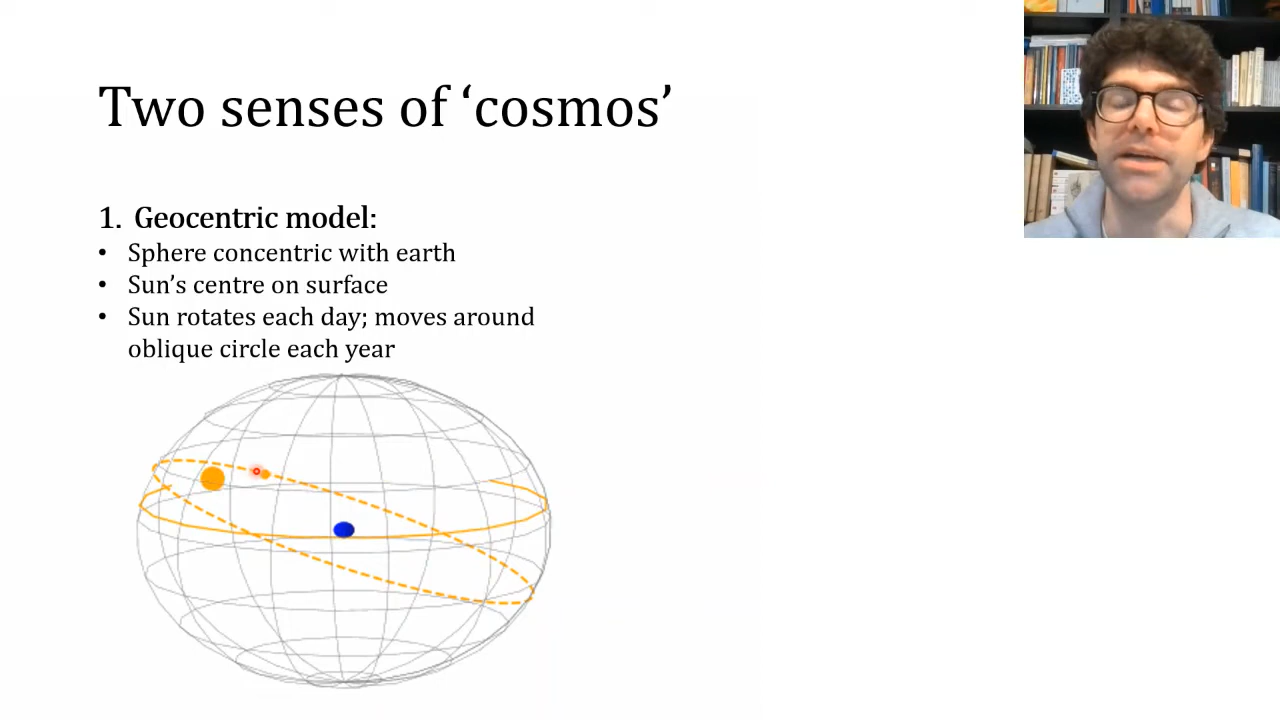 Two senses of ‘cosmos’
1. Geocentric model:
• Sphere concentric with earth
• Sun’s centre on surface
• Sun rotates each day; moves around
oblique circle each year